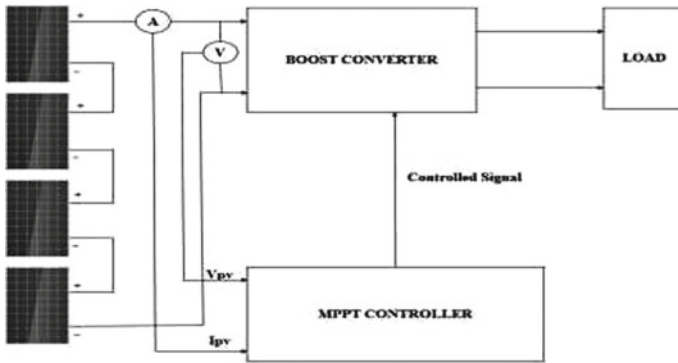 +
A
V
BOOST CONVERTER
LOAD
-
+
-
+
Controlled Signal
-
+
Vpv
MPPT CONTROLLER
-
Ipv